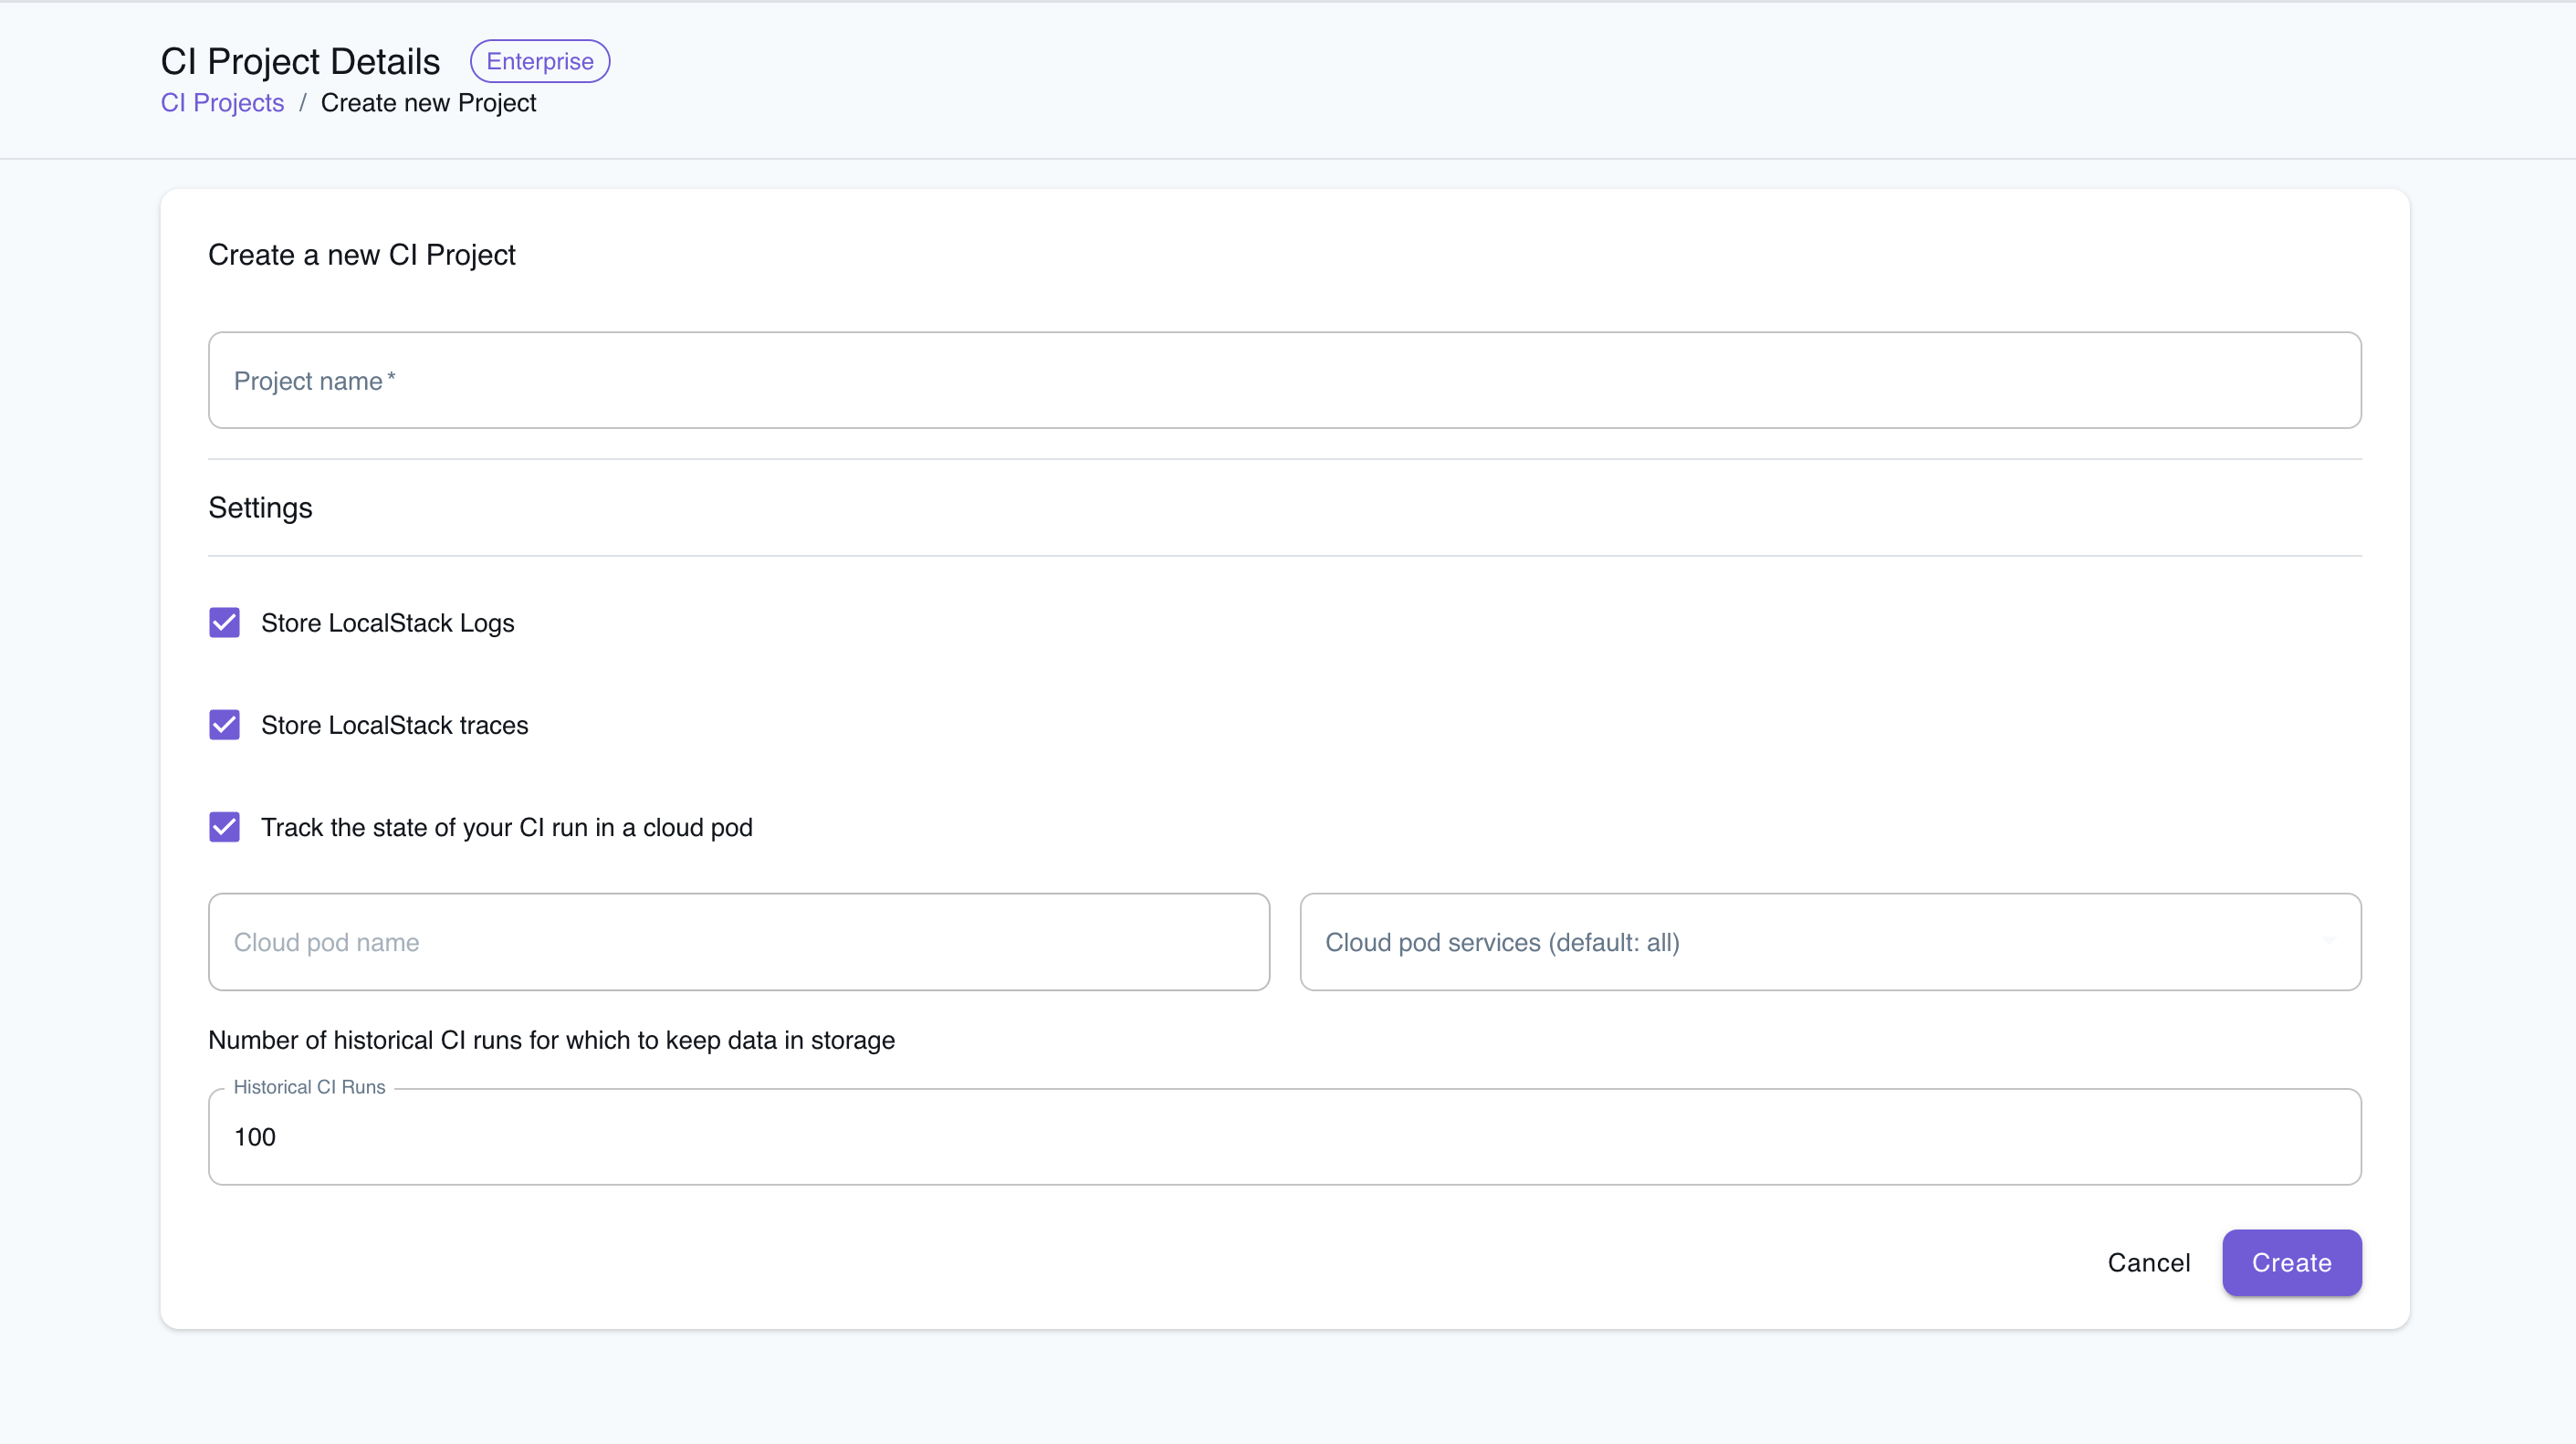 CI Project Details Enterprise
CI Projects / Create new Project
Create a new CI Project
Project name*
Settings
Store LocalStack Logs
Store LocalStack traces
Track the state of your CI run in a cloud pod
Cloud pod name Cloud pod services (default: all)
Number of historical CI runs for which to keep data in storage
Historical CI Runs
100
Cancel Create